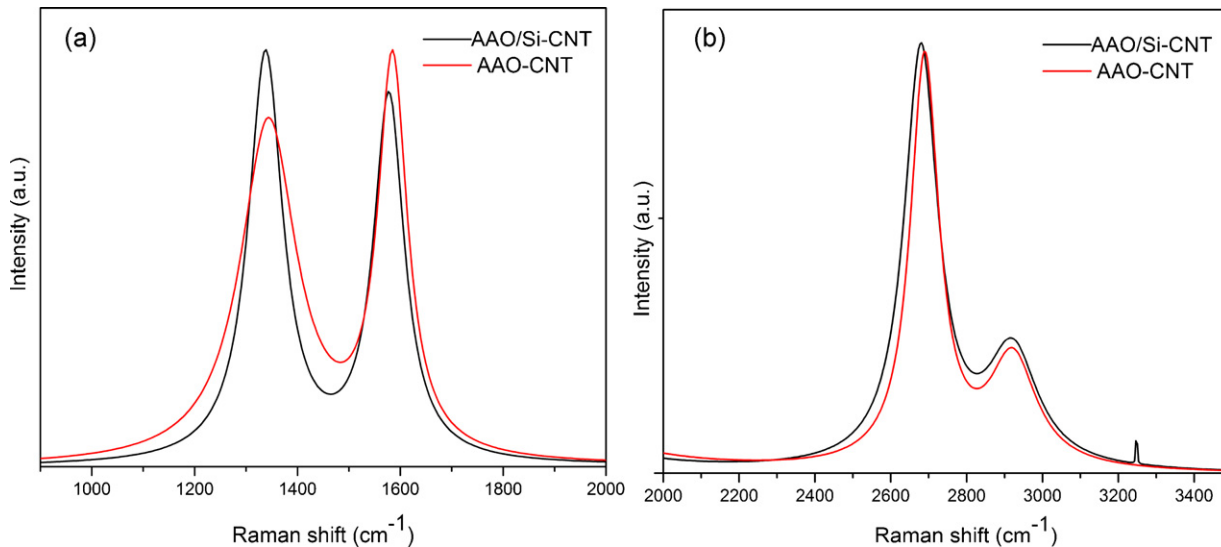 (a)
AAO/Si-CNT
AAO-CNT
Intensity (a.u.)
1000 1200 1400 1600 1800 2000
Raman shift (cm⁻¹)
(b)
AAO/Si-CNT
AAO-CNT
Intensity (a.u.)
2000 2200 2400 2600 2800 3000 3200 3400
Raman shift (cm⁻¹)